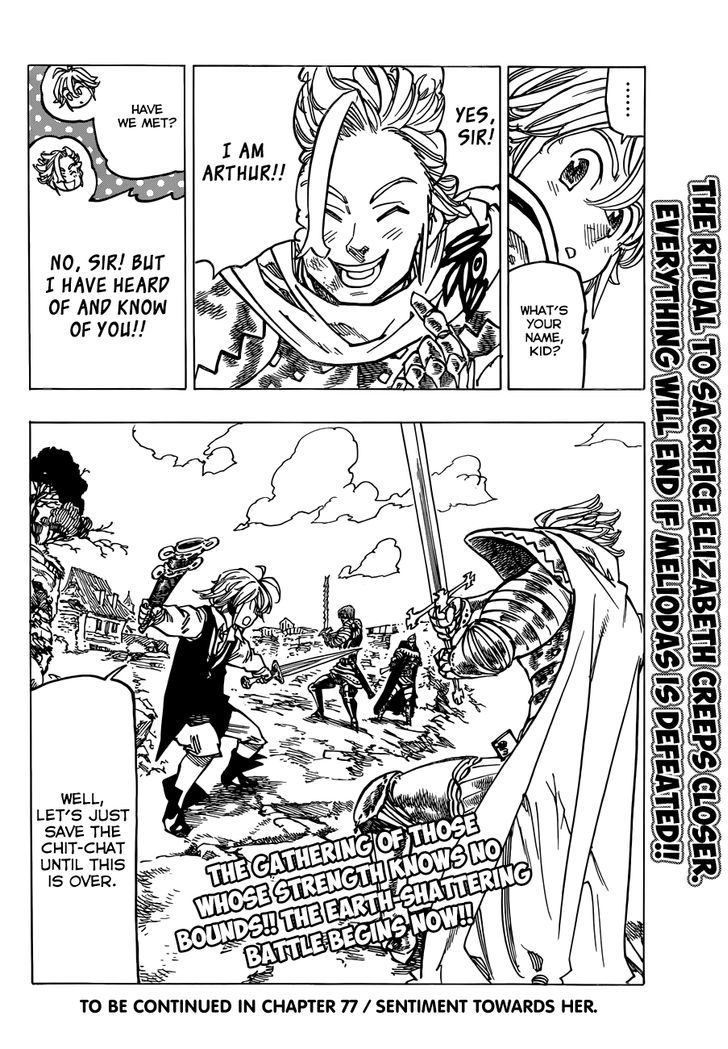 ......
WHAT'S
YOUR
NAME,
KID?
YES,
SIR!
I AM
ARTHUR!!
HAVE
WE MET?
NO, SIR! BUT
I HAVE HEARD
OF AND KNOW
OF YOU!!
THE RITUAL TO SACRIFICE ELIZABETH CREEPS CLOSER.
EVERYTHING WILL END IF MELIODAS IS DEFEATED!!
WELL,
LET'S JUST
SAVE THE
CHIT-CHAT
UNTIL THIS
IS OVER.
THE GATHERING OF THOSE
WHOSE STRENGTH KNOWS NO
BOUNDS!! THE EARTH-SHATTERING
BATTLE BEGINS NOW!!
TO BE CONTINUED IN CHAPTER 77 / SENTIMENT TOWARDS HER.